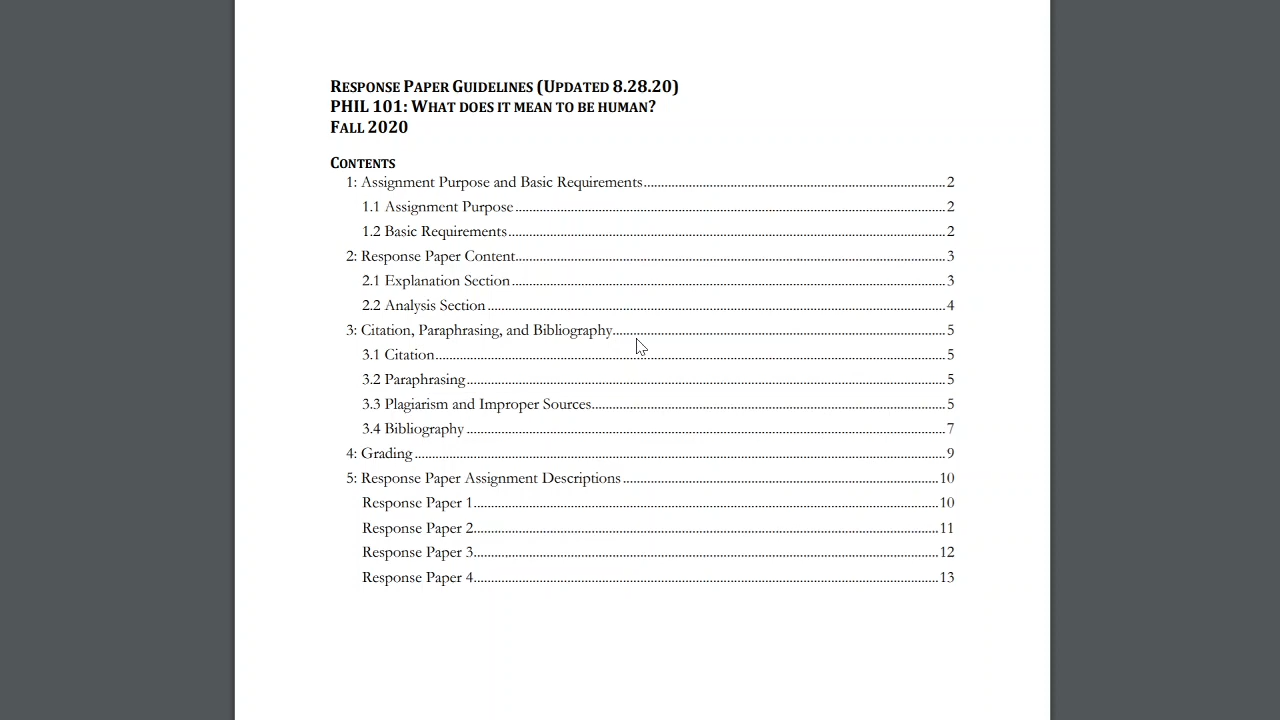 RESPONSE PAPER GUIDELINES (UPDATED 8.28.20)
PHIL 101: WHAT DOES IT MEAN TO BE HUMAN?
FALL 2020
CONTENTS
1: Assignment Purpose and Basic Requirements 2
1.1 Assignment Purpose 2
1.2 Basic Requirements 2
2: Response Paper Content 3
2.1 Explanation Section 3
2.2 Analysis Section 4
3: Citation, Paraphrasing, and Bibliography 5
3.1 Citation 5
3.2 Paraphrasing 5
3.3 Plagiarism and Improper Sources 5
3.4 Bibliography 7
4: Grading 9
5: Response Paper Assignment Descriptions 10
Response Paper 1 10
Response Paper 2 11
Response Paper 3 12
Response Paper 4 13